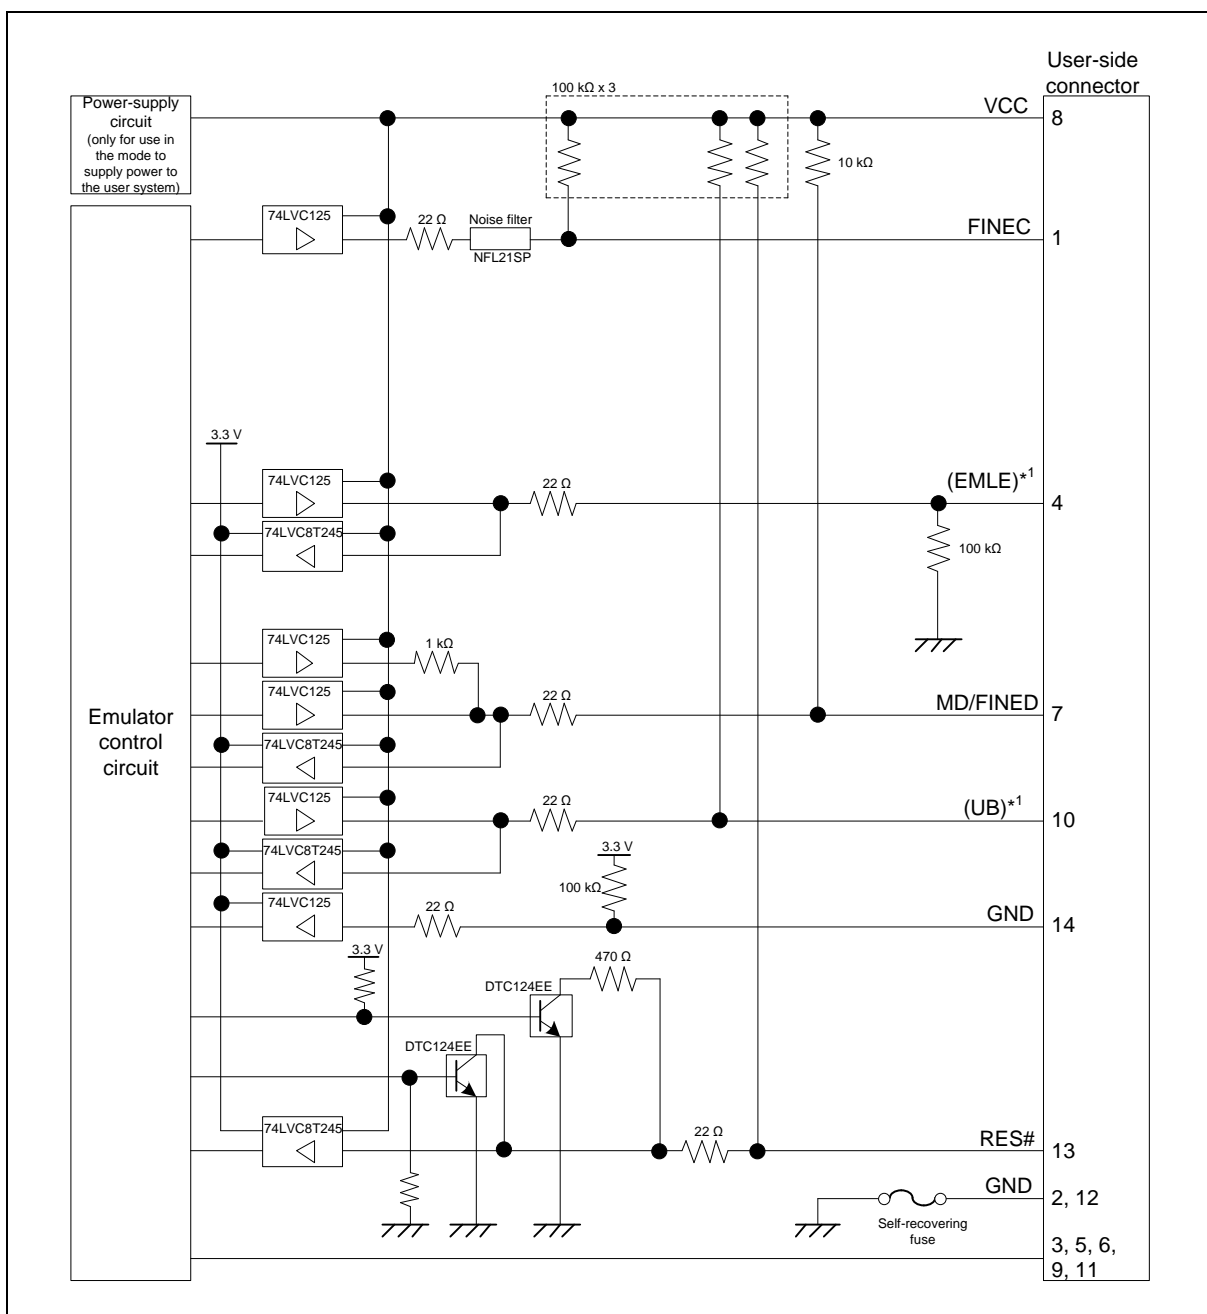 User-side
connector
Power-supply
circuit
(only for use in
the mode to
supply power to
the user system)
100 kΩ x 3
VCC
8
10 kΩ
74LVC125
22 Ω
Noise filter
NFL21SP
FINEC
1
3.3 V
74LVC125
22 Ω
(EMLE)*1
4
74LVC8T245
100 kΩ
74LVC125
1 kΩ
Emulator
control
circuit
74LVC125
22 Ω
MD/FINED
7
74LVC8T245
74LVC125
22 Ω
(UB)*1
10
74LVC8T245
3.3 V
100 kΩ
74LVC125
22 Ω
GND
14
3.3 V
470 Ω
DTC124EE
DTC124EE
74LVC8T245
22 Ω
RES#
13
GND
2, 12
Self-recovering
fuse
3, 5, 6,
9, 11